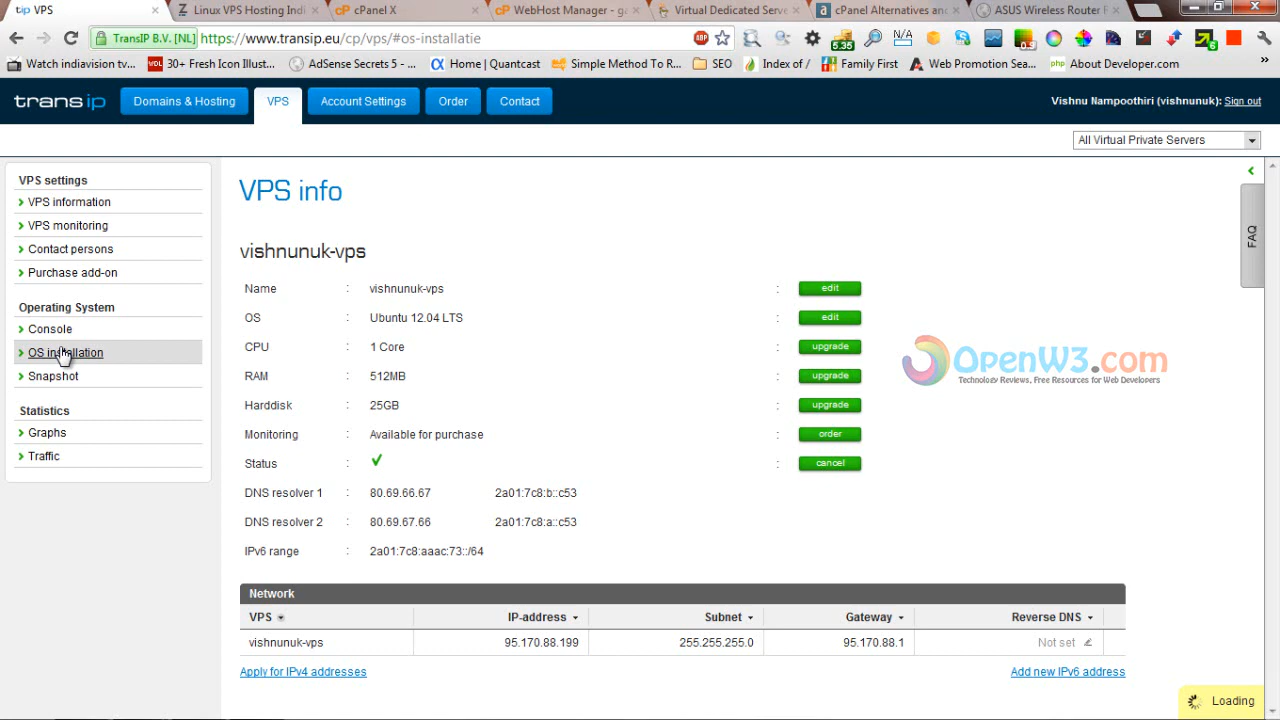 tip VPS
Linux VPS Hosting Indi
cP cPanel X
cP WebHost Manager - g
Virtual Dedicated Serve
cPanel Alternatives and
ASUS Wireless Router R
TransIP B.V. [NL] https://www.transip.eu/cp/vps/#os-installatie
ABP
5.35
N/A
0.9
6
Watch indiavision tv... 30+ Fresh Icon Illust... AdSense Secrets 5 -... Home | Quantcast Simple Method To R... SEO Index of / Family First Web Promotion Sea... php About Developer.com »
transip Domains & Hosting VPS Account Settings Order Contact
Vishnu Nampoothiri (vishnunuk): Sign out
All Virtual Private Servers
VPS settings
VPS information
VPS monitoring
Contact persons
Purchase add-on
Operating System
Console
OS installation
Snapshot
Statistics
Graphs
Traffic
VPS info
vishnunuk-vps
Name : vishnunuk-vps : edit
OS : Ubuntu 12.04 LTS : edit
CPU : 1 Core : upgrade
RAM : 512MB : upgrade
Harddisk : 25GB : upgrade
Monitoring : Available for purchase : order
Status : : cancel
DNS resolver 1 : 80.69.66.67 2a01:7c8:b::c53
DNS resolver 2 : 80.69.67.66 2a01:7c8:a::c53
IPv6 range : 2a01:7c8:aaac:73::/64
OpenW3.com
Technology Reviews, Free Resources for Web Developers
FAQ
Network
VPS IP-address Subnet Gateway Reverse DNS
vishnunuk-vps 95.170.88.199 255.255.255.0 95.170.88.1 Not set
Apply for IPv4 addresses Add new IPv6 address
Loading